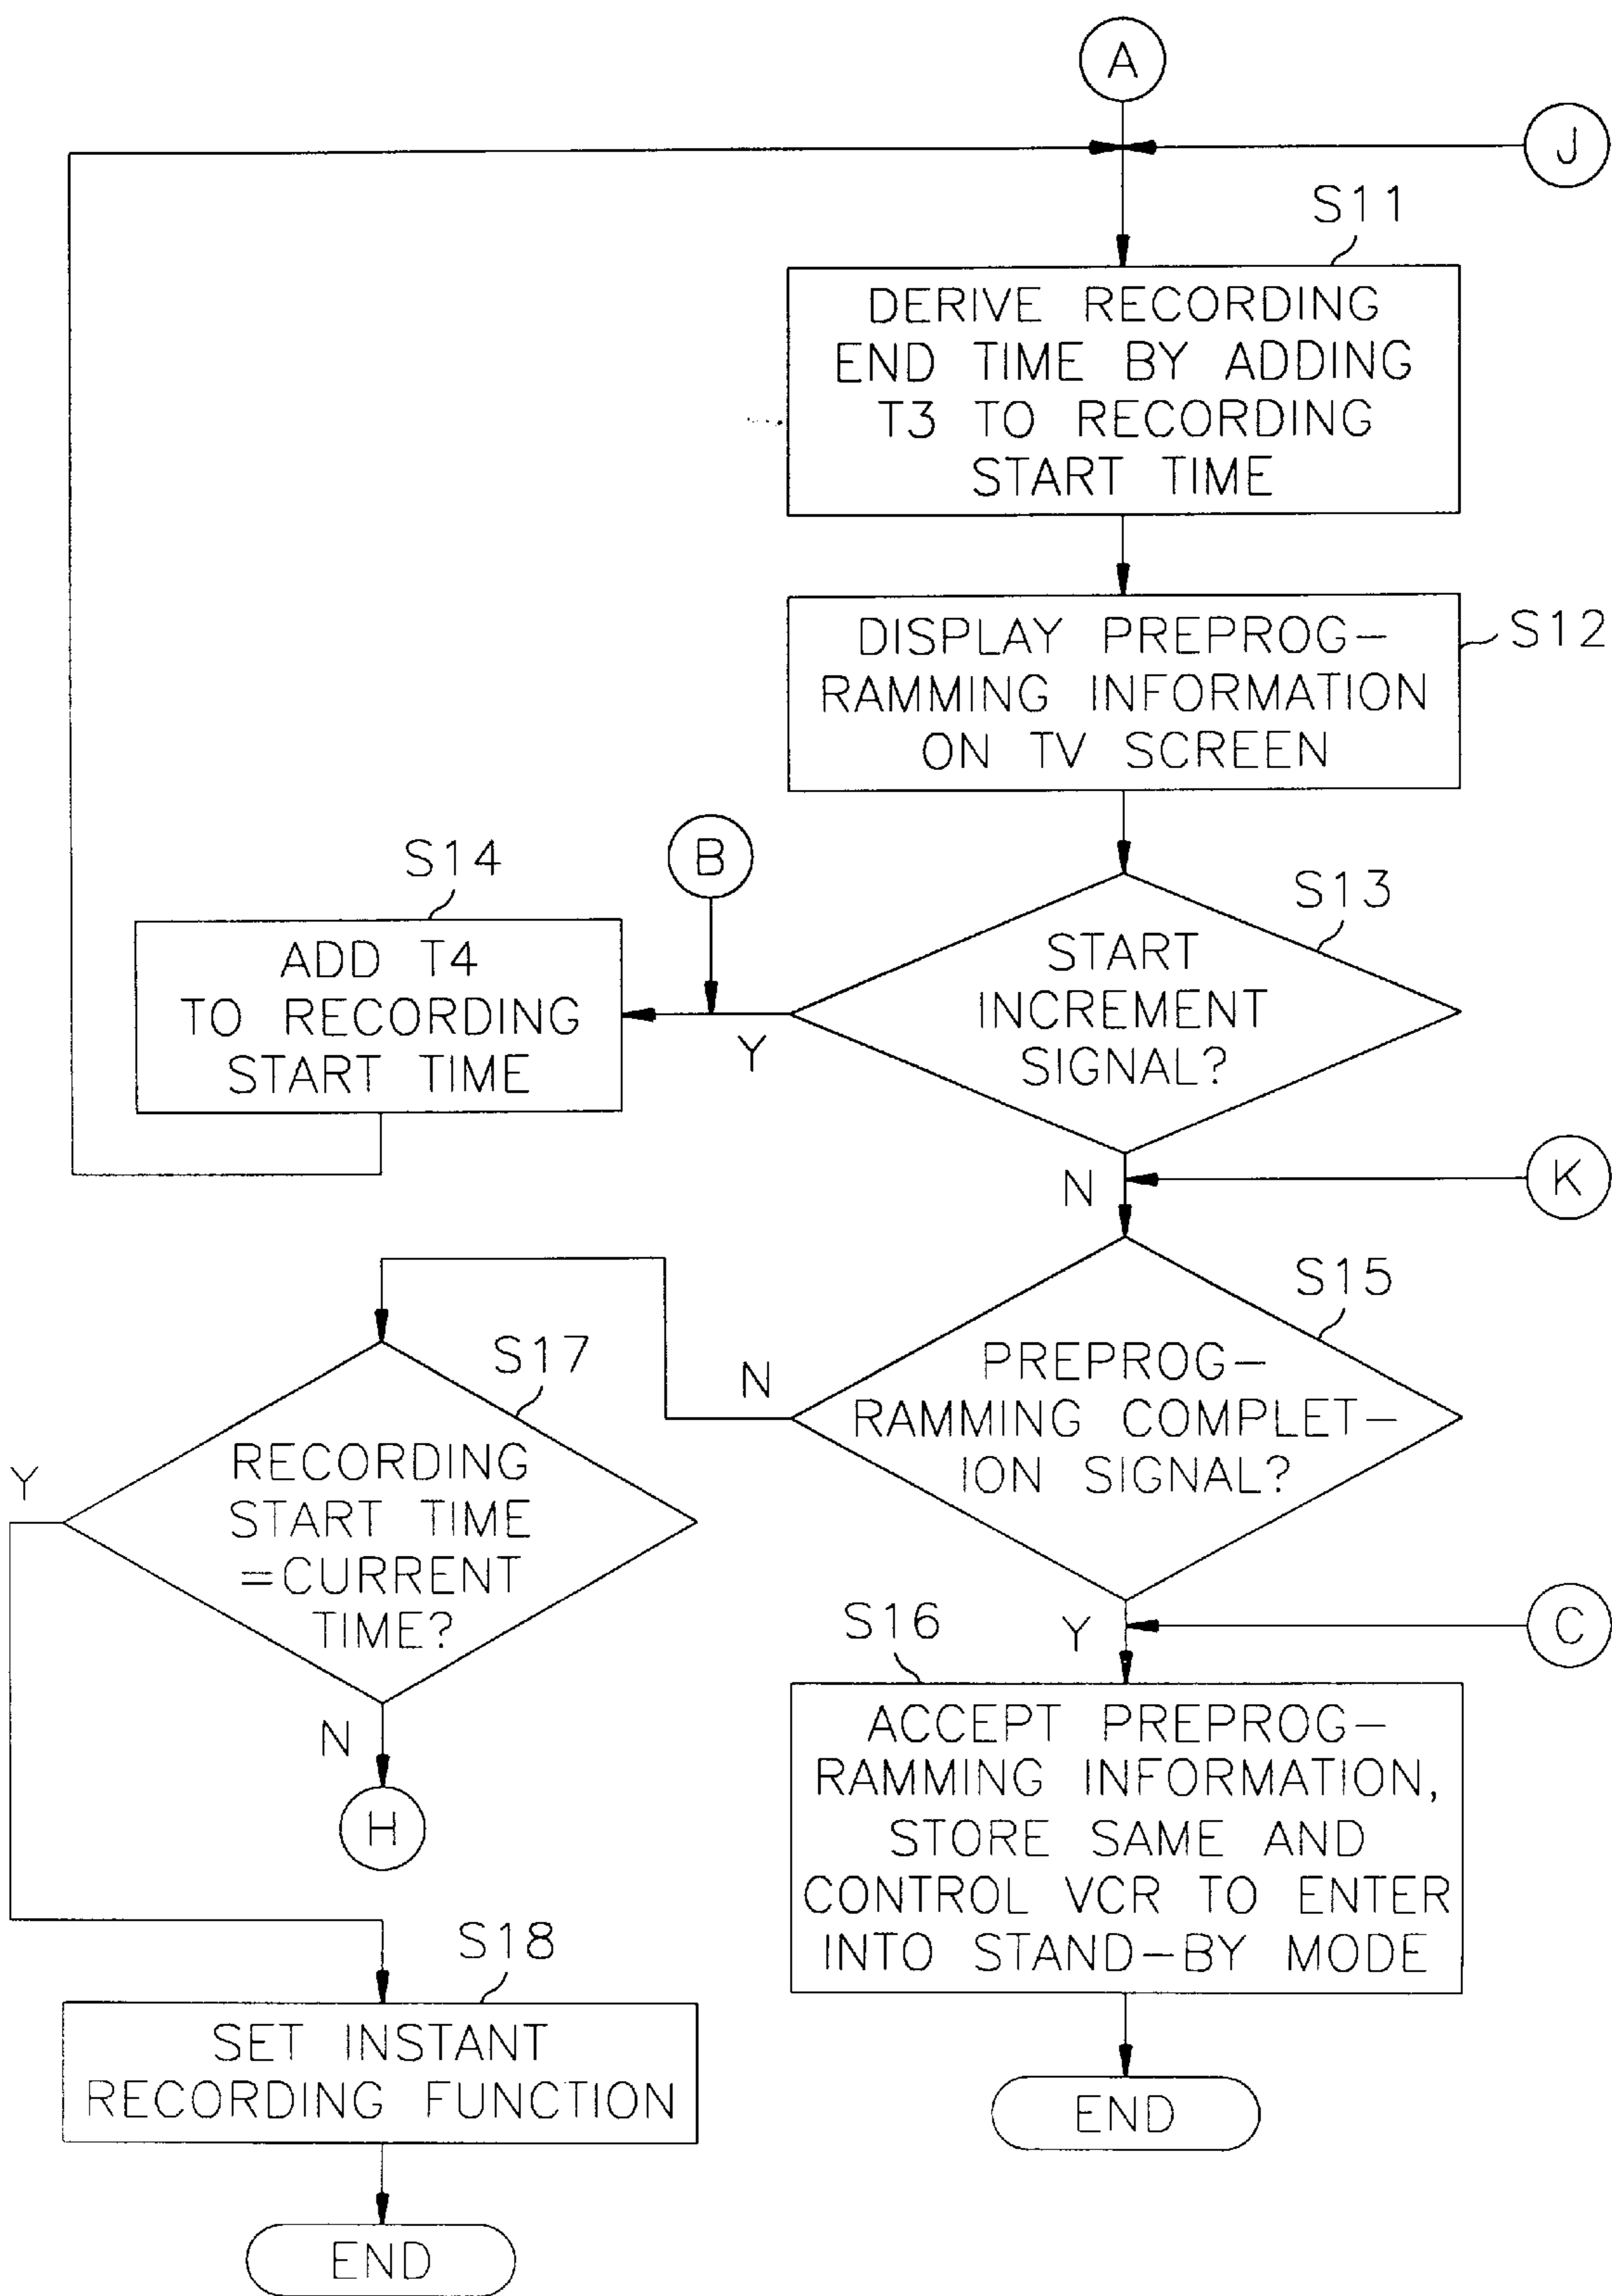 A
J
S11
DERIVE RECORDING
END TIME BY ADDING
T3 TO RECORDING
START TIME
S12
DISPLAY PREPROG-
RAMMING INFORMATION
ON TV SCREEN
B
S14
ADD T4
TO RECORDING
START TIME
S13
START
INCREMENT
SIGNAL?
Y
N
K
S15
PREPROG-
RAMMING COMPLET-
ION SIGNAL?
N
S17
RECORDING
START TIME
=CURRENT
TIME?
Y
N
H
Y
C
S16
ACCEPT PREPROG-
RAMMING INFORMATION,
STORE SAME AND
CONTROL VCR TO ENTER
INTO STAND-BY MODE
END
S18
SET INSTANT
RECORDING FUNCTION
END